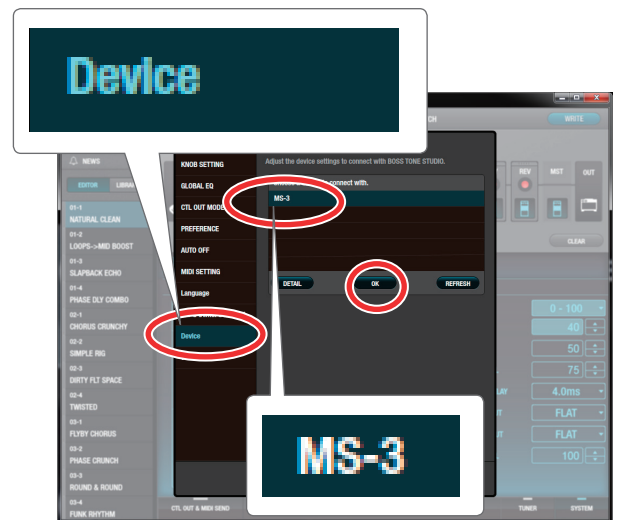 Device
CH
WRITE
NEWS
KNOB SETTING
Adjust the device settings to connect with BOSS TONE STUDIO.
REV
MST
OUT
EDITOR
GLOBAL EQ
connect with.
01-1
NATURAL CLEAN
CTL OUT MODE
MS-3
01-2
LOOPS->MID BOOST
PREFERENCE
AUTO OFF
CLEAR
01-3
SLAPBACK ECHO
MIDI SETTING
DETAIL
OK
REFRESH
01-4
PHASE DLY COMBO
Language
0 - 100
02-1
CHORUS CRUNCHY
40
Device
02-2
SIMPLE RIG
50
02-3
DIRTY FLT SPACE
75
02-4
TWISTED
LAY
4.0ms
03-1
FLYBY CHORUS
FLAT
FLAT
03-2
PHASE CRUNCH
MS-3
100
03-3
ROUND & ROUND
03-4
FUNK RHYTHM
CTL OUT & MIDI SEND
TUNER
SYSTEM